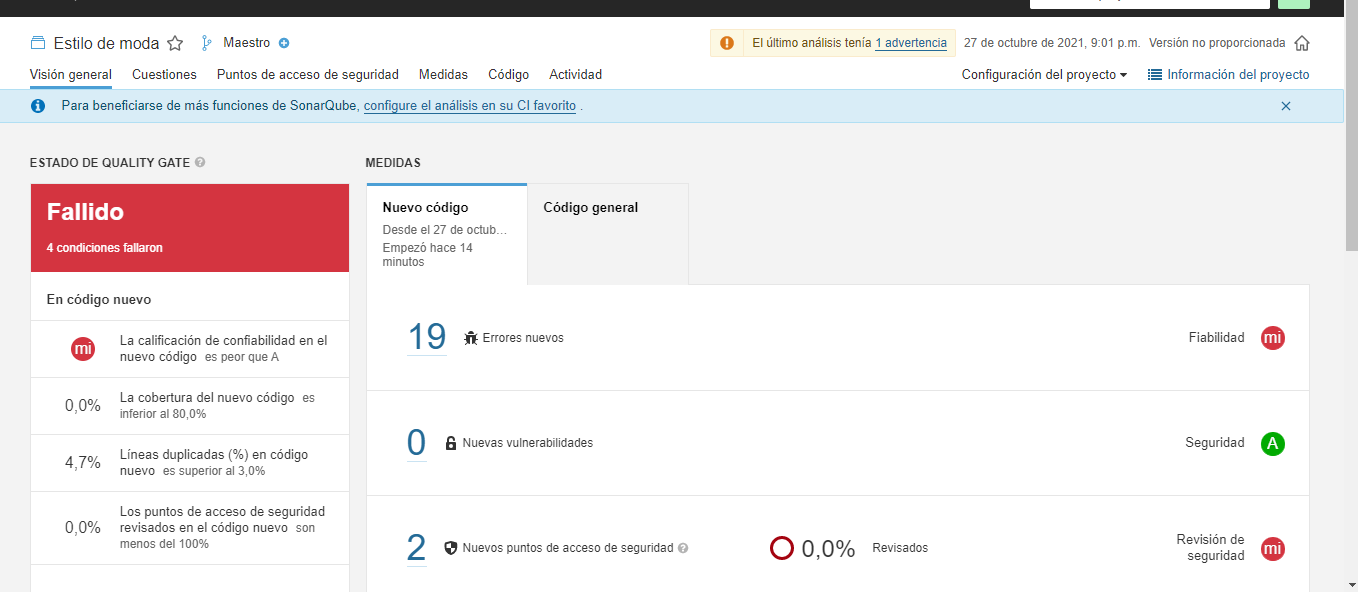 Estilo de moda Maestro
El último análisis tenía 1 advertencia 27 de octubre de 2021, 9:01 p.m. Versión no proporcionada
Visión general Cuestiones Puntos de acceso de seguridad Medidas Código Actividad
Configuración del proyecto Información del proyecto
Para beneficiarse de más funciones de SonarQube, configure el análisis en su CI favorito .
ESTADO DE QUALITY GATE
Fallido
4 condiciones fallaron
En código nuevo
mi
La calificación de confiabilidad en el
nuevo código es peor que A
0,0%
La cobertura del nuevo código es
inferior al 80,0%
4,7%
Líneas duplicadas (%) en código
nuevo es superior al 3,0%
0,0%
Los puntos de acceso de seguridad
revisados en el código nuevo son
menos del 100%
MEDIDAS
Nuevo código
Desde el 27 de octub...
Empezó hace 14
minutos
Código general
19 Errores nuevos
Fiabilidad mi
0 Nuevas vulnerabilidades
Seguridad A
2 Nuevos puntos de acceso de seguridad
0,0% Revisados
Revisión de
seguridad
mi